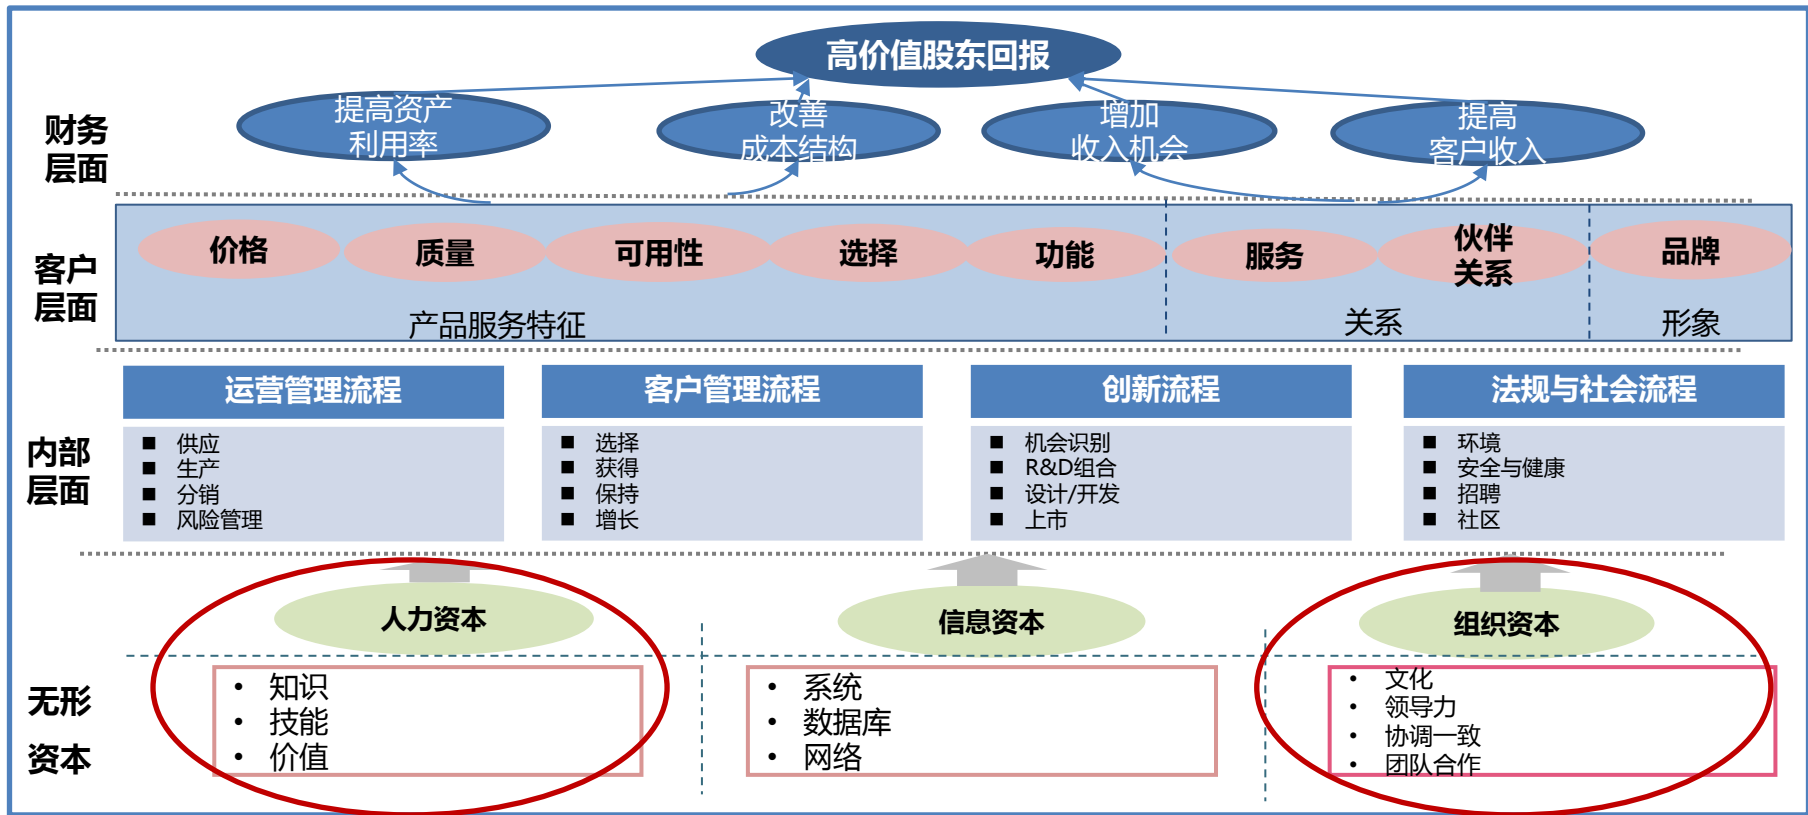 高价值股东回报
财务
层面
提高资产
利用率
改善
成本结构
增加
收入机会
提高
客户收入
客户
层面
价格
质量
可用性
选择
功能
服务
伙伴
关系
品牌
产品服务特征
关系
形象
内部
层面
运营管理流程
■ 供应
■ 生产
■ 分销
■ 风险管理
客户管理流程
■ 选择
■ 获得
■ 保持
■ 增长
创新流程
■ 机会识别
■ R&D组合
■ 设计/开发
■ 上市
法规与社会流程
■ 环境
■ 安全与健康
■ 招聘
■ 社区
无形
资本
人力资本
• 知识
• 技能
• 价值
信息资本
• 系统
• 数据库
• 网络
组织资本
• 文化
• 领导力
• 协调一致
• 团队合作